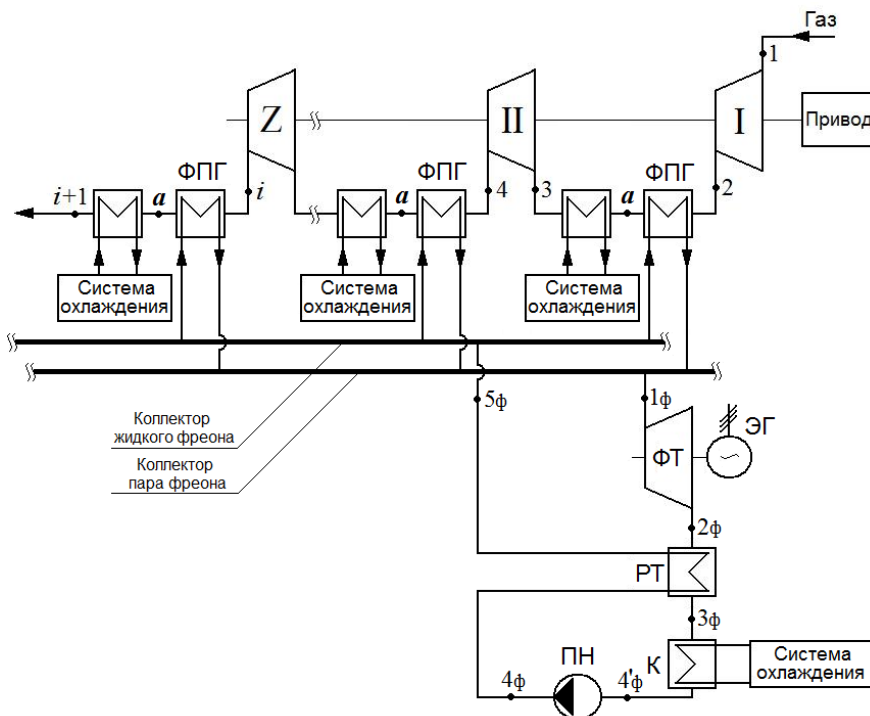 Газ
1
Z
II
I
Привод
ФПГ
ФПГ
ФПГ
i+1
a
i
a
4
3
a
2
Система
охлаждения
Система
охлаждения
Система
охлаждения
5ф
1ф
Коллектор
жидкого фреона
Коллектор
пара фреона
ФТ
ЭГ
2ф
РТ
3ф
ПН
К
Система
охлаждения
4ф
4'ф